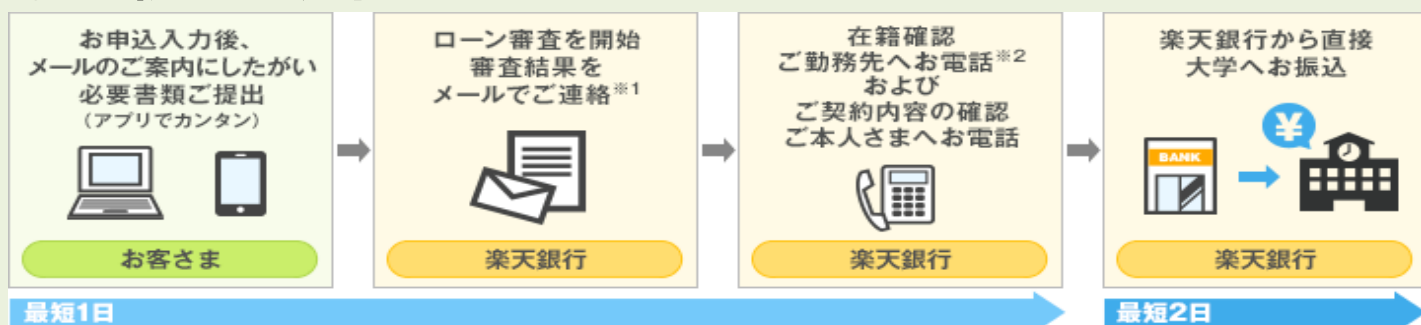 お申込入力後、
メールのご案内にしたがい
必要書類ご提出
（アプリでカンタン）
お客さま
ローン審査を開始
審査結果を
メールでご連絡※1
楽天銀行
在籍確認
ご勤務先へお電話※2
および
ご契約内容の確認
ご本人さまへお電話
楽天銀行
楽天銀行から直接
大学へお振込
BANK
¥
楽天銀行
最短1日
最短2日